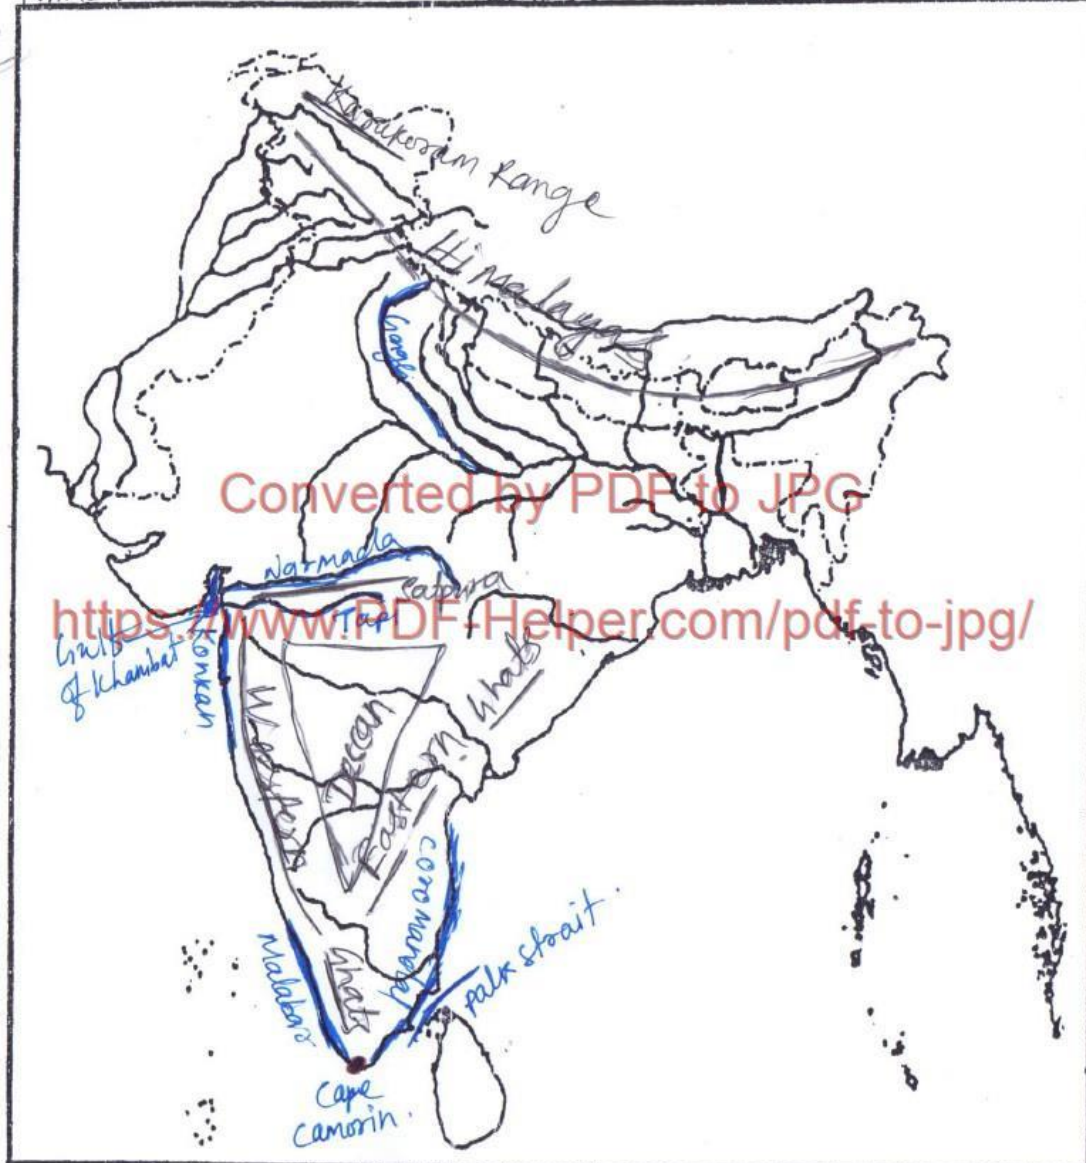 Karakoram Range
Himalayas
Ganga
Converted by PDF to JPG
Narmada
Satpura
Tapi
https://www.PDF-Helper.com/pdf-to-jpg/
Gulf
of Khambat
Konkan
Western
Ghats
Deccan
Eastern Ghats
Coromandal
Malabar
palk strait.
Cape
Camorin.